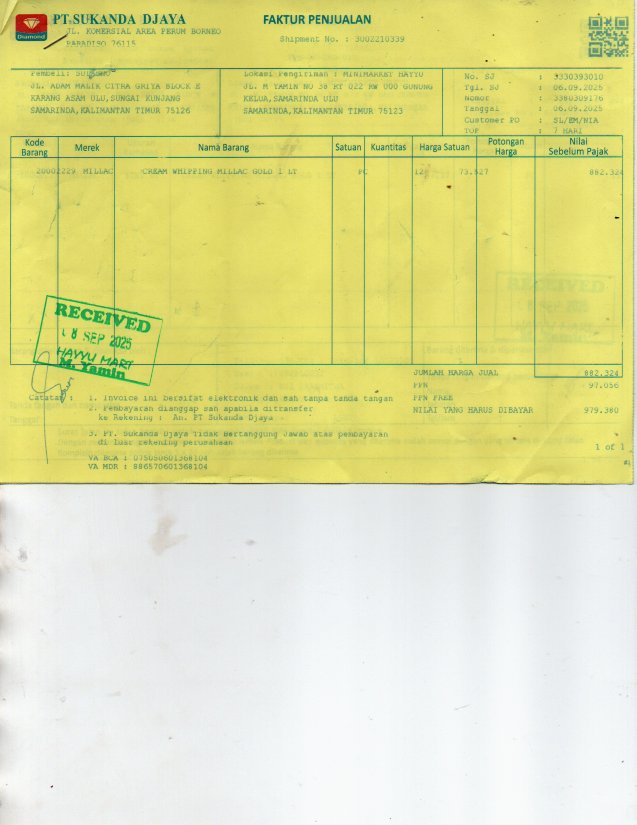 Diamond
PT SUKANDA DJAYA
JL. KOMERSIAL AREA PERUM BORNEO
PARADISO 76115
FAKTUR PENJUALAN
Shipment No. : 3002210339
Pembeli:
JL. ADAM MALIK CITRA GRIYA BLOCK E
KARANG ASAM ULU,SUNGAI KUNJANG
SAMARINDA,KALIMANTAN TIMUR 75126
Lokasi Pengiriman : MINIMARKET HAYYU
JL. M YAMIN NO 38 RT 022 RW 000 GUNUNG
KELUA,SAMARINDA ULU
SAMARINDA,KALIMANTAN TIMUR 75123
No. SJ : 3330393010
Tgl. SJ : 06.09.2025
Nomor : 3380309176
Tanggal : 06.09.2025
Customer PO : SL/EM/NIA
TOP : 7 HARI
Kode Barang Merek Nama Barang Satuan Kuantitas Harga Satuan Potongan Harga Nilai Sebelum Pajak
20002229 MILLAC CREAM WHIPPING MILLAC GOLD 1 LT PC 12 73.527 882.324
RECEIVED
08 SEP 2025
HAYYU MART
M. Yamin
JUMLAH HARGA JUAL 882.324
PPN 97.056
PPN FREE
NILAI YANG HARUS DIBAYAR 979.380
Catatan : 1. Invoice ini bersifat elektronik dan sah tanpa tanda tangan
2. Pembayaran dianggap sah apabila ditransfer
ke Rekening : An. PT Sukanda Djaya
3. PT. Sukanda Djaya Tidak Bertanggung Jawab atas pembayaran
di luar rekening perusahaan
VA BCA : 075050601368104
VA MDR : 886570601368104
1 of 1
#1